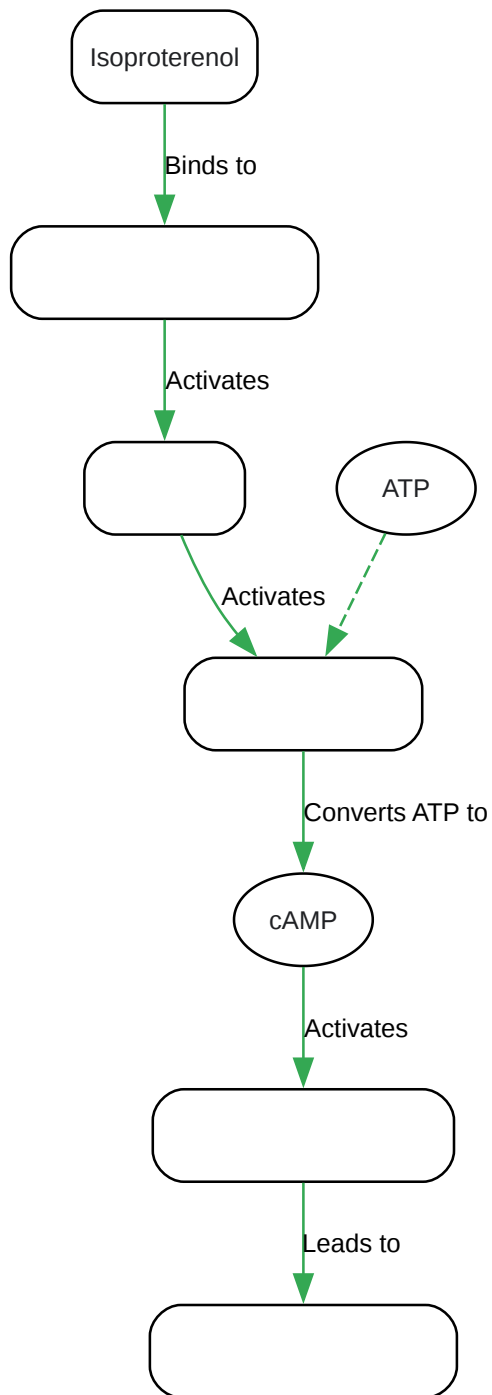 Isoproterenol
Binds to
Activates
ATP
Activates
Converts ATP to
cAMP
Activates
Leads to